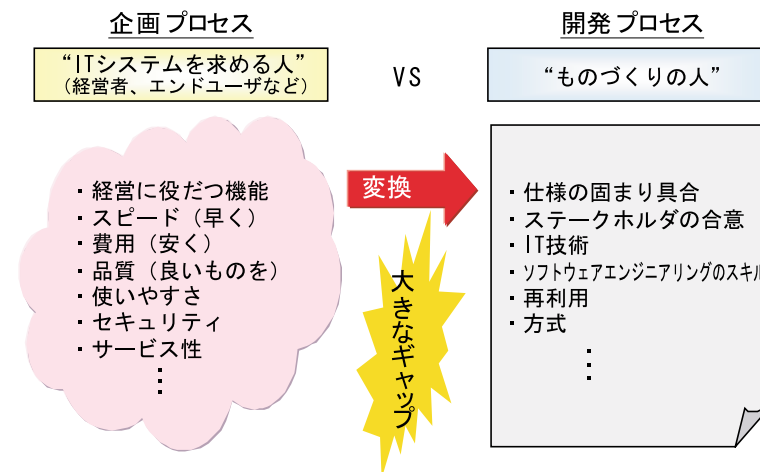 企画プロセス
“ITシステムを求める人”
(経営者、エンドユーザなど)
VS
開発プロセス
“ものづくりの人”
・経営に役だつ機能
・スピード（早く）
・費用（安く）
・品質（良いものを）
・使いやすさ
・セキュリティ
・サービス性
⋮
変換
大きなギャップ
・仕様の固まり具合
・ステークホルダの合意
・IT技術
・ソフトウェアエンジニアリングのスキル
・再利用
・方式
⋮